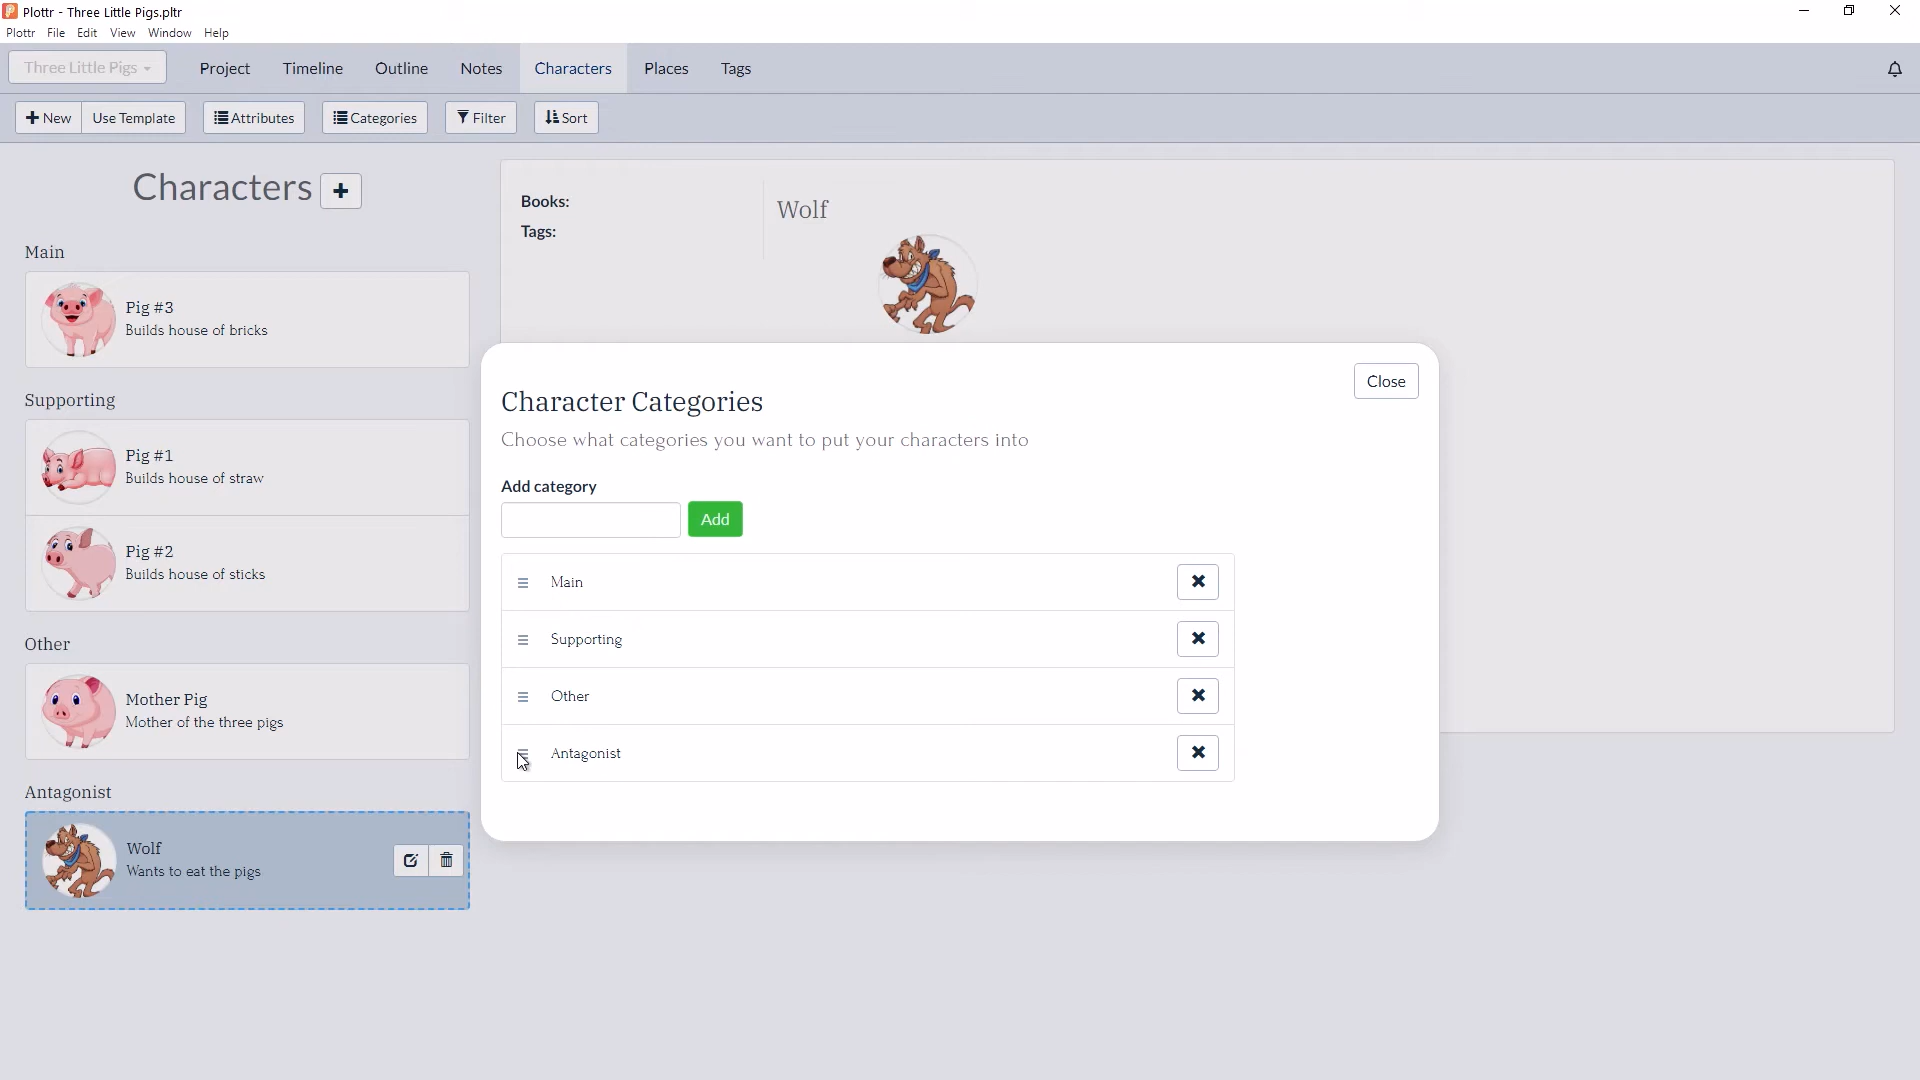 Plottr - Three Little Pigs.pltr
Plottr File Edit View Window Help
Three Little Pigs Project Timeline Outline Notes Characters Places Tags
New Use Template Attributes Categories Filter Sort
Characters
Main
Pig #3
Builds house of bricks
Supporting
Pig #1
Builds house of straw
Pig #2
Builds house of sticks
Other
Mother Pig
Mother of the three pigs
Antagonist
Wolf
Wants to eat the pigs
Books:
Tags:
Wolf
Close
Character Categories
Choose what categories you want to put your characters into
Add category
Add
Main
Supporting
Other
Antagonist